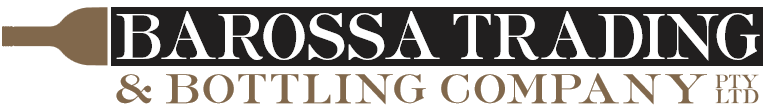 BAROSSA TRADING
& BOTTLING COMPANY PTY LTD